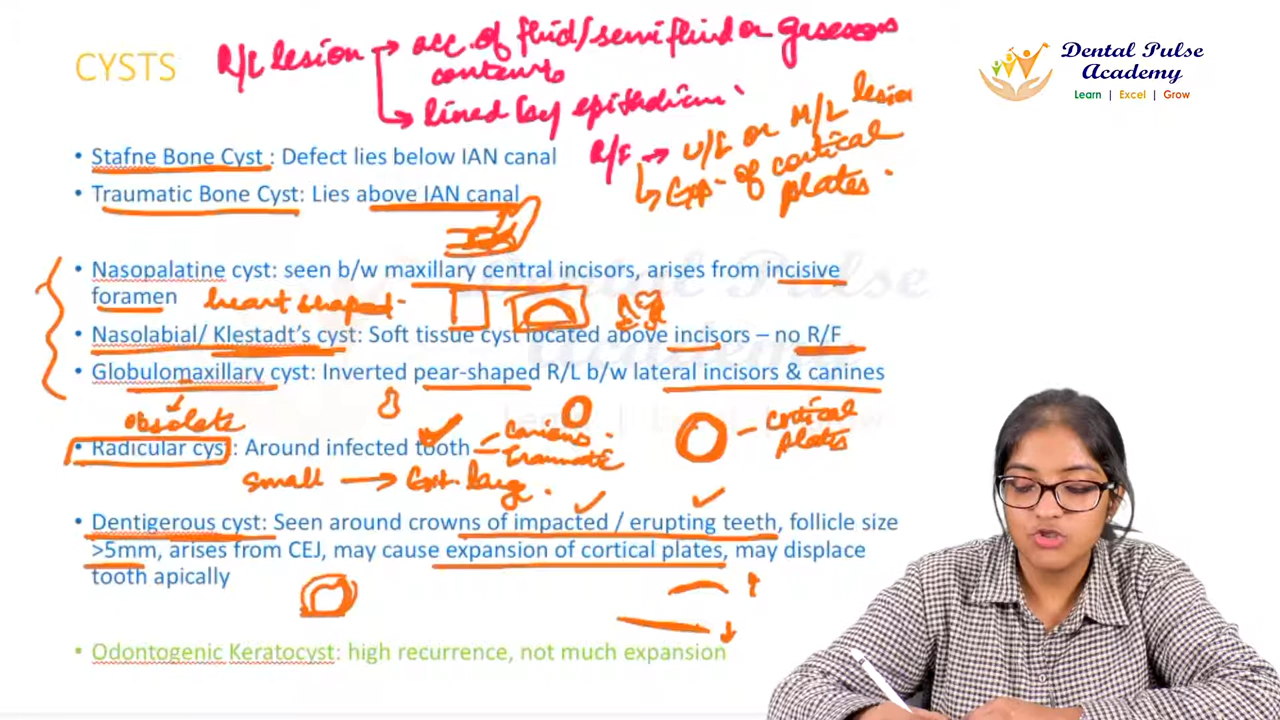 CYSTS
R/L lesion → acc. of fluid/semifluid or gaseous
contents
↳ lined by epithelium
Dental Pulse
Academy
Learn | Excel | Grow
• Stafne Bone Cyst : Defect lies below IAN canal
R/F → U/L or M/L lesion
↳ Exp of cortical
plates
• Traumatic Bone Cyst: Lies above IAN canal
• Nasopalatine cyst: seen b/w maxillary central incisors, arises from incisive
foramen
heart shaped
• Nasolabial/ Klestadt's cyst: Soft tissue cyst located above incisors – no R/F
• Globulomaxillary cyst: Inverted pear-shaped R/L b/w lateral incisors & canines
obsolete
• Radicular cyst: Around infected tooth
Carious
Traumatic
cortical
plates
small → Ext. large
• Dentigerous cyst: Seen around crowns of impacted / erupting teeth, follicle size
>5mm, arises from CEJ, may cause expansion of cortical plates, may displace
tooth apically
• Odontogenic Keratocyst: high recurrence, not much expansion